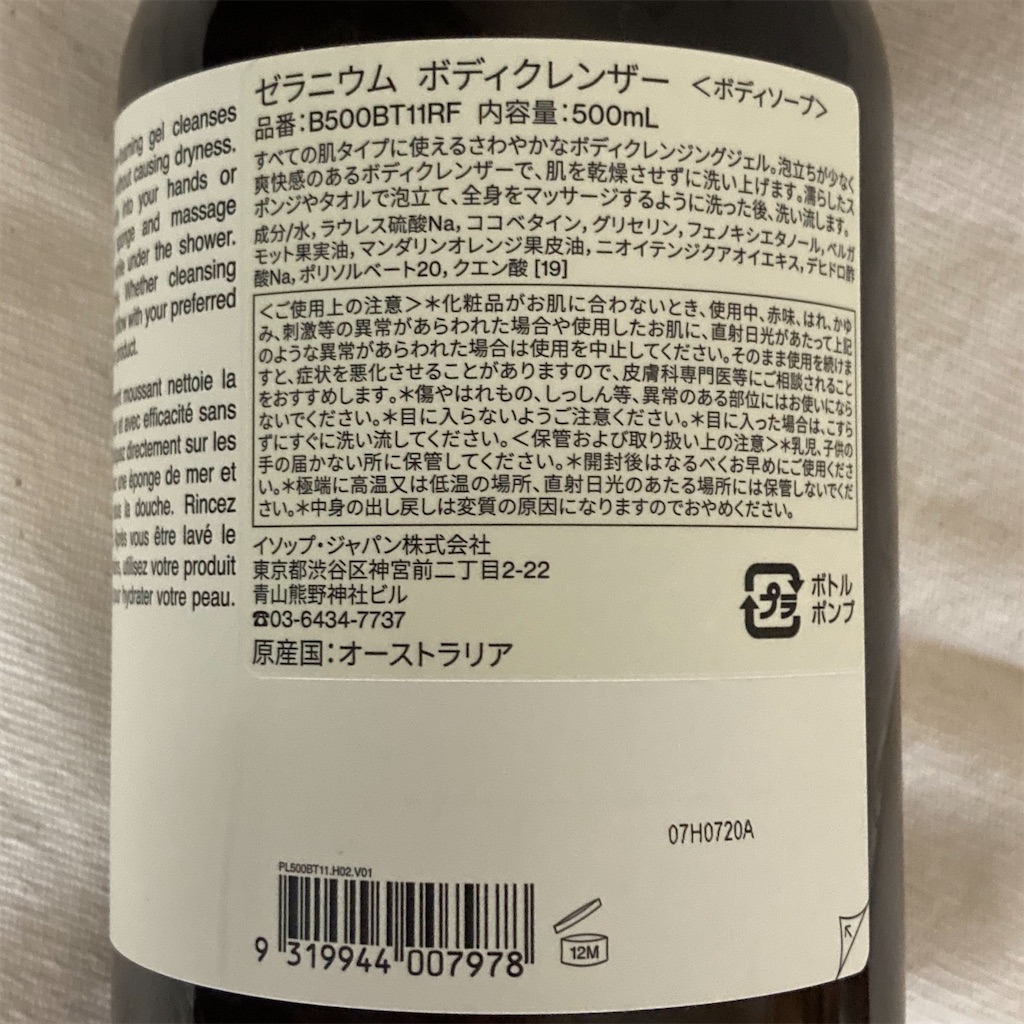 ゼラニウム ボディクレンザー <ボディソープ>
品番:B500BT11RF 内容量:500mL
すべての肌タイプに使えるさわやかなボディクレンジングジェル。泡立ちが少なく
爽快感のあるボディクレンザーで、肌を乾燥させずに洗い上げます。濡らしたス
ポンジやタオルで泡立て、全身をマッサージするように洗った後、洗い流します。
成分/水, ラウレス硫酸Na, ココベタイン, グリセリン, フェノキシエタノール, ベルガ
モット果実油, マンダリンオレンジ果皮油, ニオイテンジクアオイエキス, デヒドロ酢
酸Na, ポリソルベート20, クエン酸 [19]
<ご使用上の注意>*化粧品がお肌に合わないとき、使用中、赤味、はれ、かゆ
み、刺激等の異常があらわれた場合や使用したお肌に、直射日光があたって上記
のような異常があらわれた場合は使用を中止してください。そのまま使用を続けま
すと、症状を悪化させることがありますので、皮膚科専門医等にご相談されること
をおすすめします。*傷やはれもの、しっしん等、異常のある部位にはお使いになら
ないでください。*目に入らないようご注意ください。*目に入った場合は、こすら
ずにすぐに洗い流してください。<保管および取り扱い上の注意>*乳児、子供の
手の届かない所に保管してください。*開封後はなるべくお早めにご使用くださ
い。*極端に高温又は低温の場所、直射日光のあたる場所には保管しないでくだ
さい。*中身の出し戻しは変質の原因になりますのでおやめください。
イソップ・ジャパン株式会社
東京都渋谷区神宮前二丁目2-22
青山熊野神社ビル
☎03-6434-7737
原産国:オーストラリア
プラ
ボトル
ポンプ
gel cleanses
causing dryness.
into your hands or
and massage
under the shower.
Whether cleansing
with your preferred
product.
moussant nettoie la
et avec efficacité sans
directement sur les
une éponge de mer et
la douche. Rincez
Après vous être lavé le
utilisez votre produit
hydrater votre peau.
07H0720A
PL500BT11.H02.V01
9 319944 007978
12M